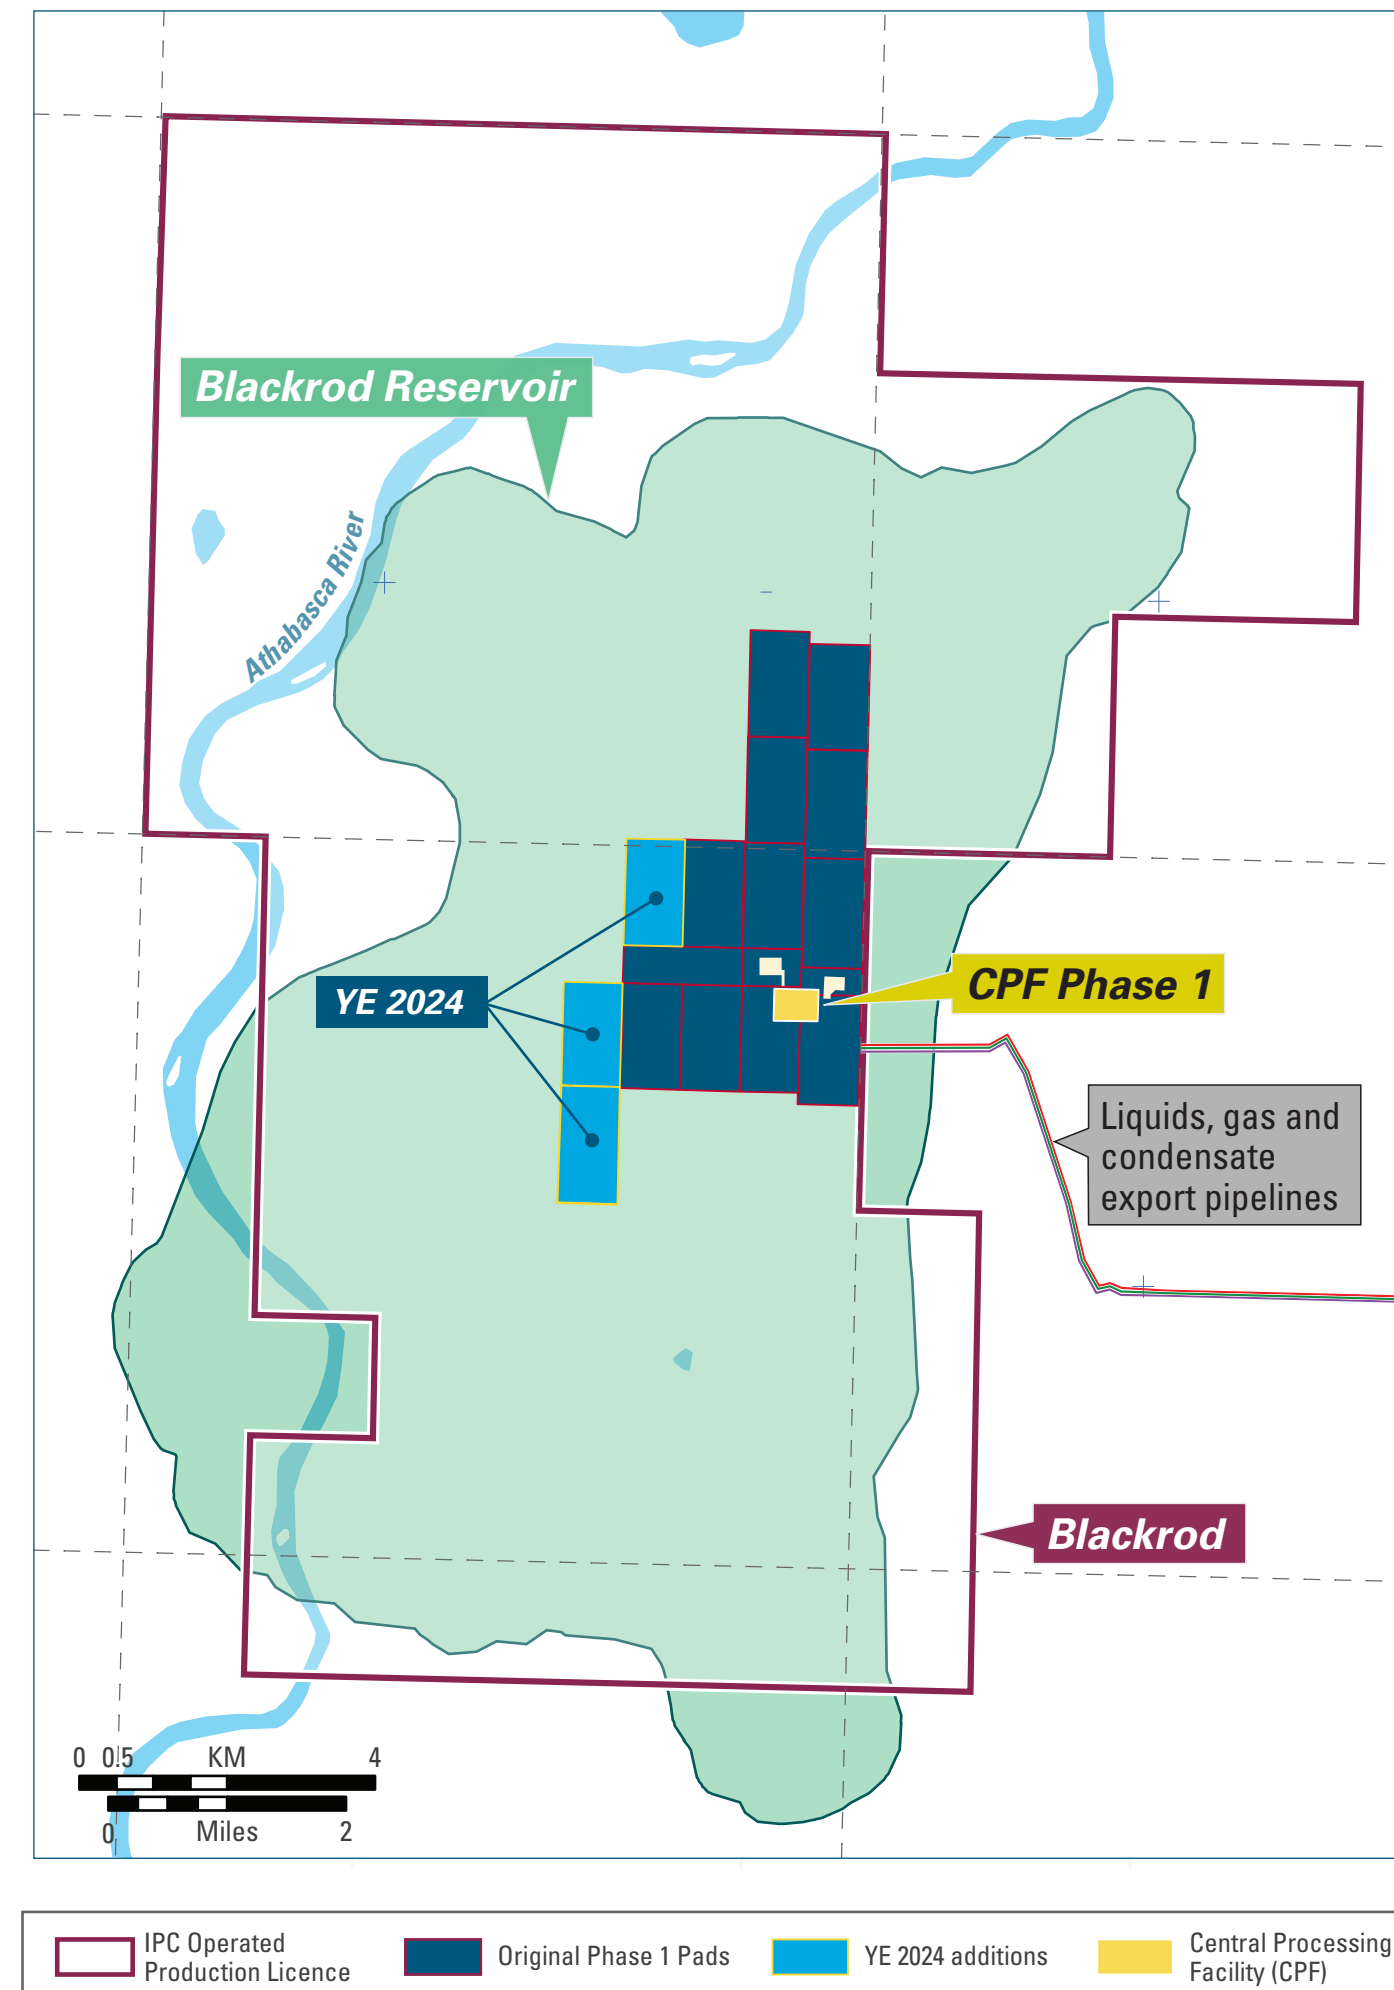 Blackrod Reservoir
Athabasca River
YE 2024
CPF Phase 1
Liquids, gas and
condensate
export pipelines
Blackrod
0 0.5 KM 4
0 Miles 2
IPC Operated
Production Licence
Original Phase 1 Pads
YE 2024 additions
Central Processing
Facility (CPF)